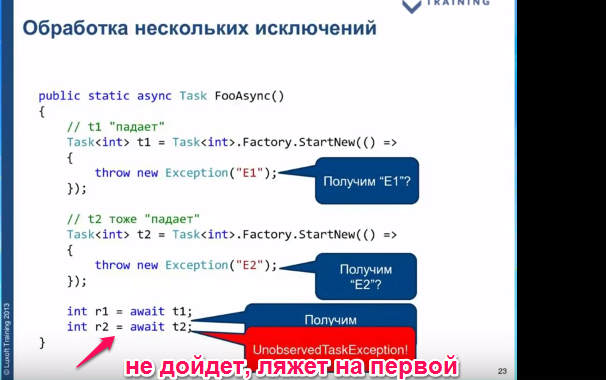 TRAINING
Обработка нескольких исключений
public static async Task FooAsync()
{
// t1 "падает"
Task<int> t1 = Task<int>.Factory.StartNew(() =>
{
throw new Exception("E1");
});
Получим "E1"?
// t2 тоже "падает"
Task<int> t2 = Task<int>.Factory.StartNew(() =>
{
throw new Exception("E2");
});
Получим
"E2"?
int r1 = await t1;
int r2 = await t2;
}
Получим
UnobservedTaskException!
не дойдет, ляжет на первой
© Luxoft Training 2013
23